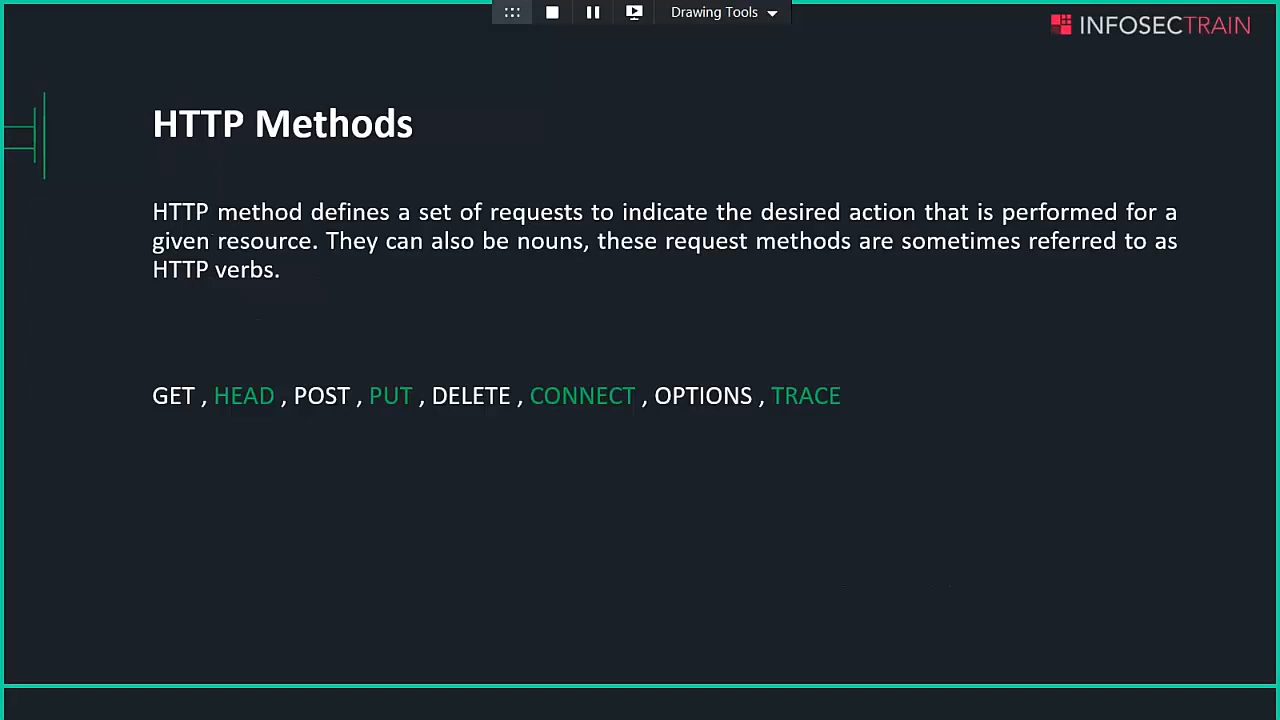 Drawing Tools
INFOSECTRAIN
HTTP Methods
HTTP method defines a set of requests to indicate the desired action that is performed for a
given resource. They can also be nouns, these request methods are sometimes referred to as
HTTP verbs.
GET , HEAD , POST , PUT , DELETE , CONNECT , OPTIONS , TRACE